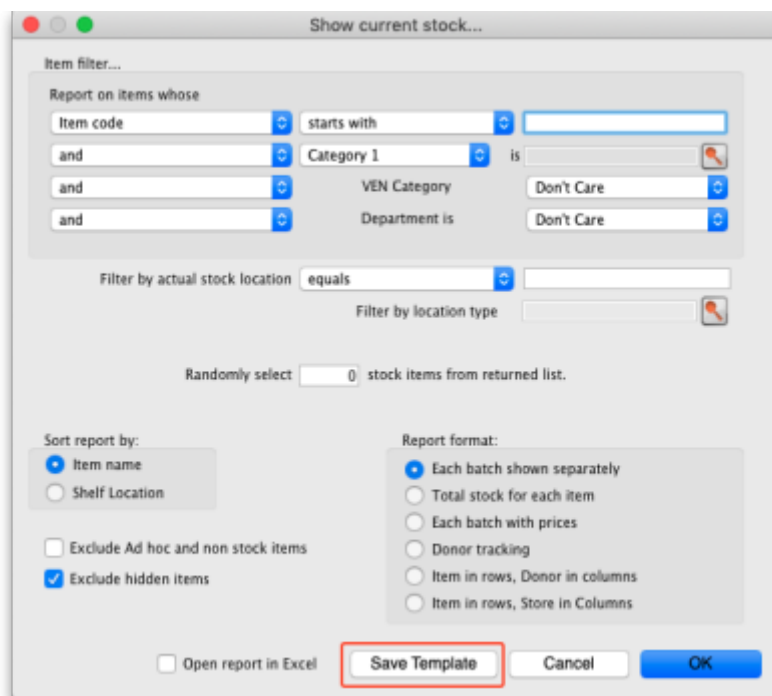 Show current stock...
Item filter...
Report on items whose
Item code starts with
and Category 1 is
and VEN Category Don't Care
and Department is Don't Care
Filter by actual stock location equals
Filter by location type
Randomly select 0 stock items from returned list.
Sort report by:
Item name
Shelf Location
Exclude Ad hoc and non stock items
Exclude hidden items
Report format:
Each batch shown separately
Total stock for each item
Each batch with prices
Donor tracking
Item in rows, Donor in columns
Item in rows, Store in Columns
Open report in Excel Save Template Cancel OK